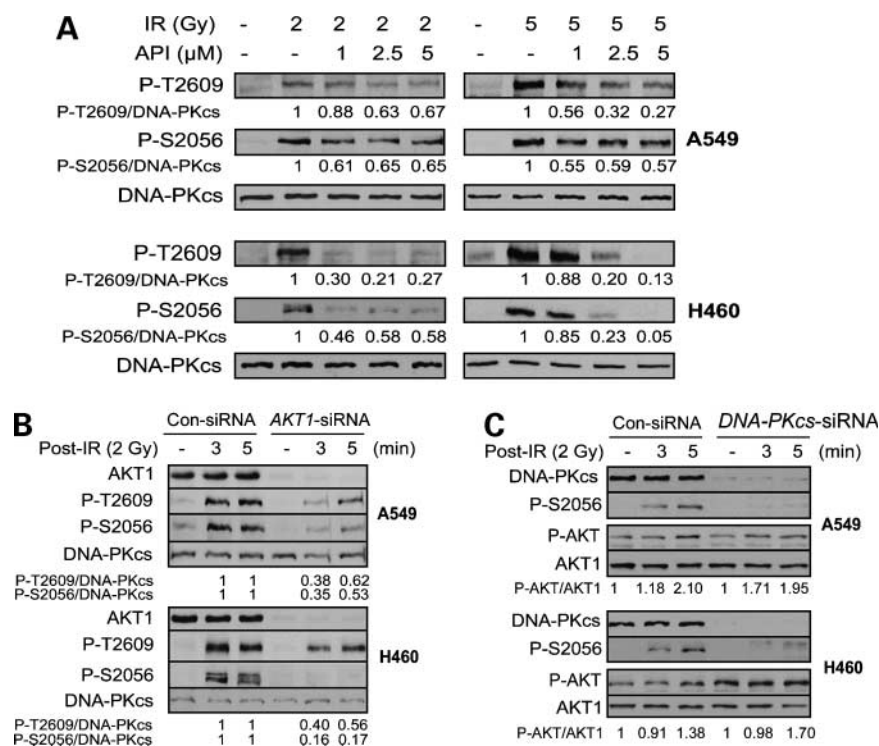 A
IR (Gy) - 2 2 2 2 - 5 5 5 5
API (µM) - 1 2.5 5 - 1 2.5 5
P-T2609
P-T2609/DNA-PKcs 1 0.88 0.63 0.67 1 0.56 0.32 0.27
P-S2056 A549
P-S2056/DNA-PKcs 1 0.61 0.65 0.65 1 0.55 0.59 0.57
DNA-PKcs
P-T2609
P-T2609/DNA-PKcs 1 0.30 0.21 0.27 1 0.88 0.20 0.13
P-S2056 H460
P-S2056/DNA-PKcs 1 0.46 0.58 0.58 1 0.85 0.23 0.05
DNA-PKcs
B
Con-siRNA AKT1-siRNA
Post-IR (2 Gy) - 3 5 - 3 5 (min)
AKT1
P-T2609
A549
P-S2056
DNA-PKcs
P-T2609/DNA-PKcs 1 1 0.38 0.62
P-S2056/DNA-PKcs 1 1 0.35 0.53
AKT1
P-T2609
H460
P-S2056
DNA-PKcs
P-T2609/DNA-PKcs 1 1 0.40 0.56
P-S2056/DNA-PKcs 1 1 0.16 0.17
C
Con-siRNA DNA-PKcs-siRNA
Post-IR (2 Gy) - 3 5 - 3 5 (min)
DNA-PKcs
P-S2056
A549
P-AKT
AKT1
P-AKT/AKT1 1 1.18 2.10 1 1.71 1.95
DNA-PKcs
P-S2056
H460
P-AKT
AKT1
P-AKT/AKT1 1 0.91 1.38 1 0.98 1.70